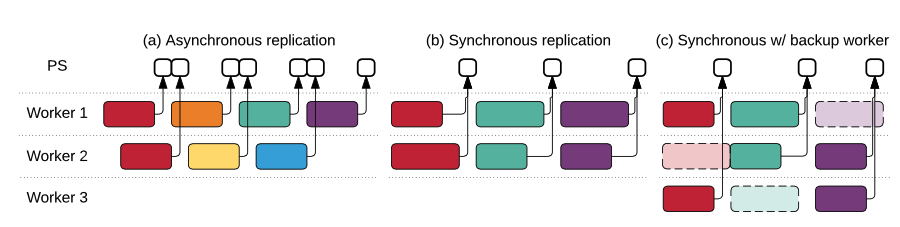 (a) Asynchronous replication
(b) Synchronous replication
(c) Synchronous w/ backup worker
PS
Worker 1
Worker 2
Worker 3